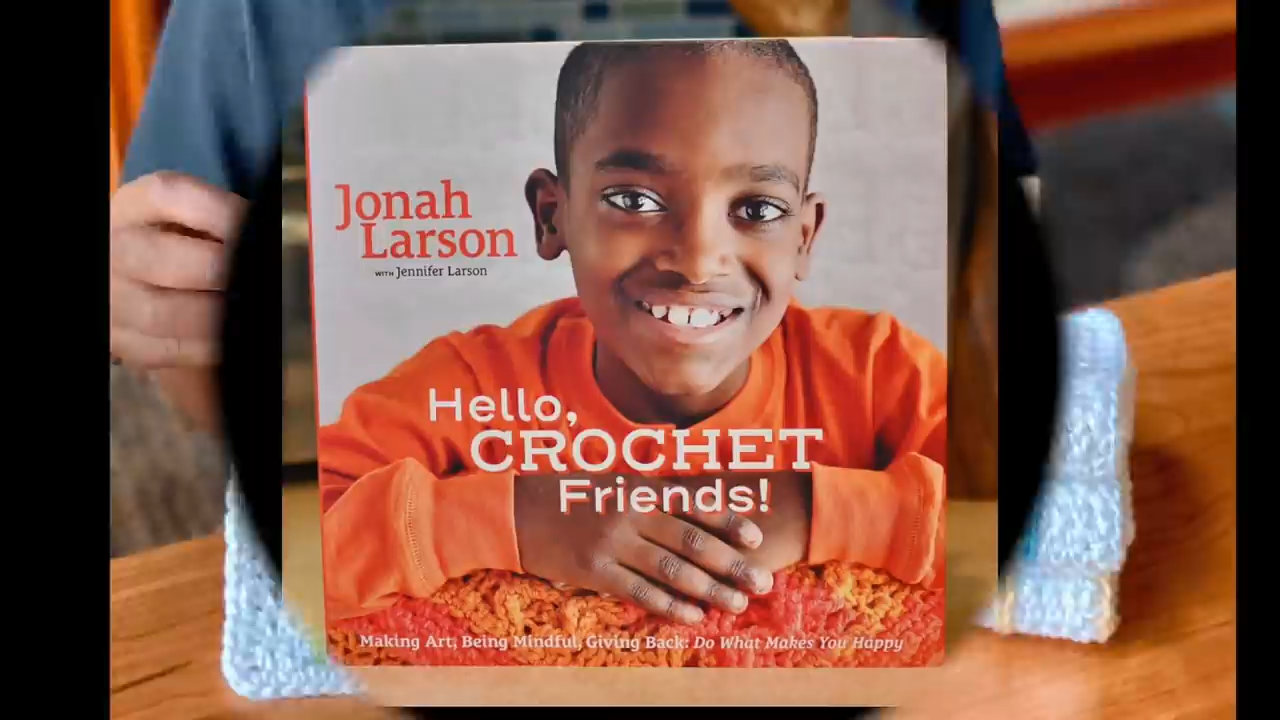 Jonah
Larson
WITH Jennifer Larson
Hello,
CROCHET
Friends!
Making Art, Being Mindful, Giving Back: Do What Makes You Happy